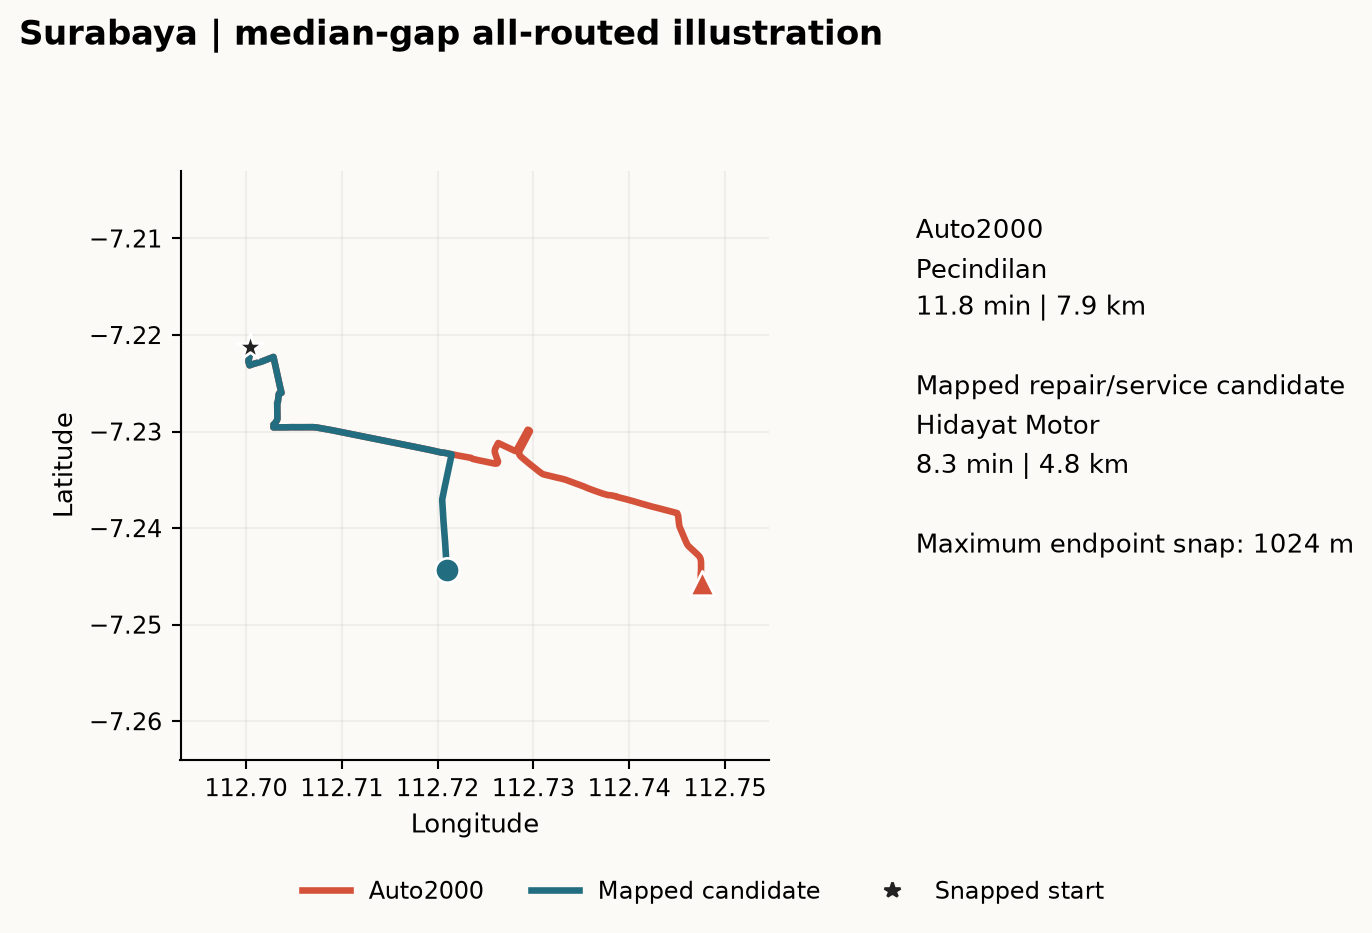 Surabaya | median-gap all-routed illustration
Auto2000
Pecindilan
11.8 min | 7.9 km
Mapped repair/service candidate
Hidayat Motor
8.3 min | 4.8 km
Maximum endpoint snap: 1024 m
Latitude
−7.21
−7.22
−7.23
−7.24
−7.25
−7.26
112.70 112.71 112.72 112.73 112.74 112.75
Longitude
Auto2000 Mapped candidate Snapped start